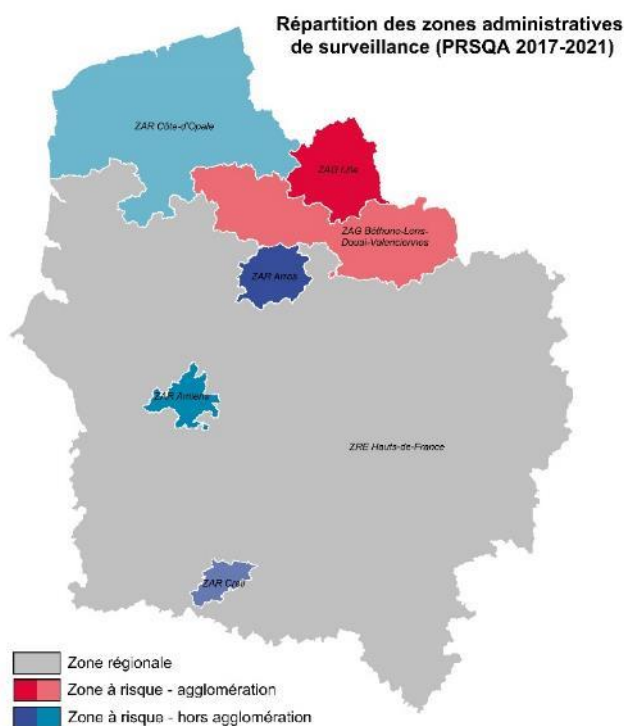 Répartition des zones administratives
de surveillance (PRSQA 2017-2021)
ZAR Côte-d'Opale
ZAG Lille
ZAG Béthune-Lens-
Douai-Valenciennes
ZAR Arras
ZAR Amiens
ZRE Hauts-de-France
ZAR Creil
Zone régionale
Zone à risque - agglomération
Zone à risque - hors agglomération